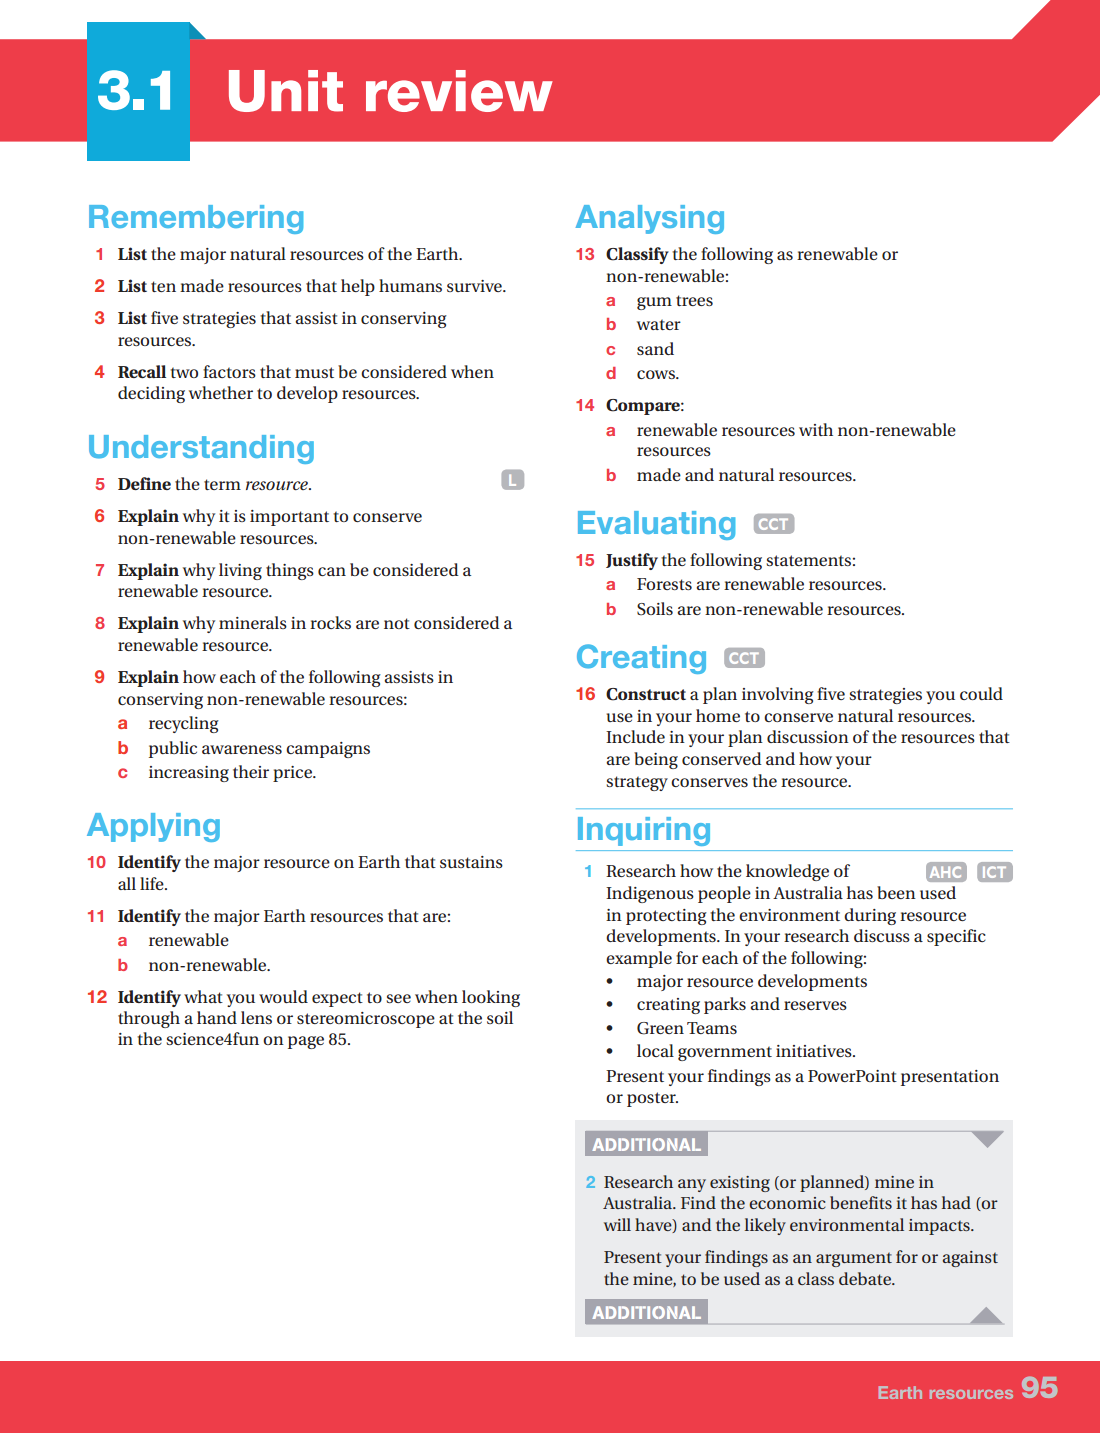 3.1 Unit review
Remembering
1 List the major natural resources of the Earth.
2 List ten made resources that help humans survive.
3 List five strategies that assist in conserving
resources.
4 Recall two factors that must be considered when
deciding whether to develop resources.
Understanding
5 Define the term resource. L
6 Explain why it is important to conserve
non-renewable resources.
7 Explain why living things can be considered a
renewable resource.
8 Explain why minerals in rocks are not considered a
renewable resource.
9 Explain how each of the following assists in
conserving non-renewable resources:
a recycling
b public awareness campaigns
c increasing their price.
Applying
10 Identify the major resource on Earth that sustains
all life.
11 Identify the major Earth resources that are:
a renewable
b non-renewable.
12 Identify what you would expect to see when looking
through a hand lens or stereomicroscope at the soil
in the science4fun on page 85.
Analysing
13 Classify the following as renewable or
non-renewable:
a gum trees
b water
c sand
d cows.
14 Compare:
a renewable resources with non-renewable
resources
b made and natural resources.
Evaluating CCT
15 Justify the following statements:
a Forests are renewable resources.
b Soils are non-renewable resources.
Creating CCT
16 Construct a plan involving five strategies you could
use in your home to conserve natural resources.
Include in your plan discussion of the resources that
are being conserved and how your
strategy conserves the resource.
Inquiring
1 Research how the knowledge of AHC ICT
Indigenous people in Australia has been used
in protecting the environment during resource
developments. In your research discuss a specific
example for each of the following:
• major resource developments
• creating parks and reserves
• Green Teams
• local government initiatives.
Present your findings as a PowerPoint presentation
or poster.
ADDITIONAL
2 Research any existing (or planned) mine in
Australia. Find the economic benefits it has had (or
will have) and the likely environmental impacts.
Present your findings as an argument for or against
the mine, to be used as a class debate.
ADDITIONAL
Earth resources 95